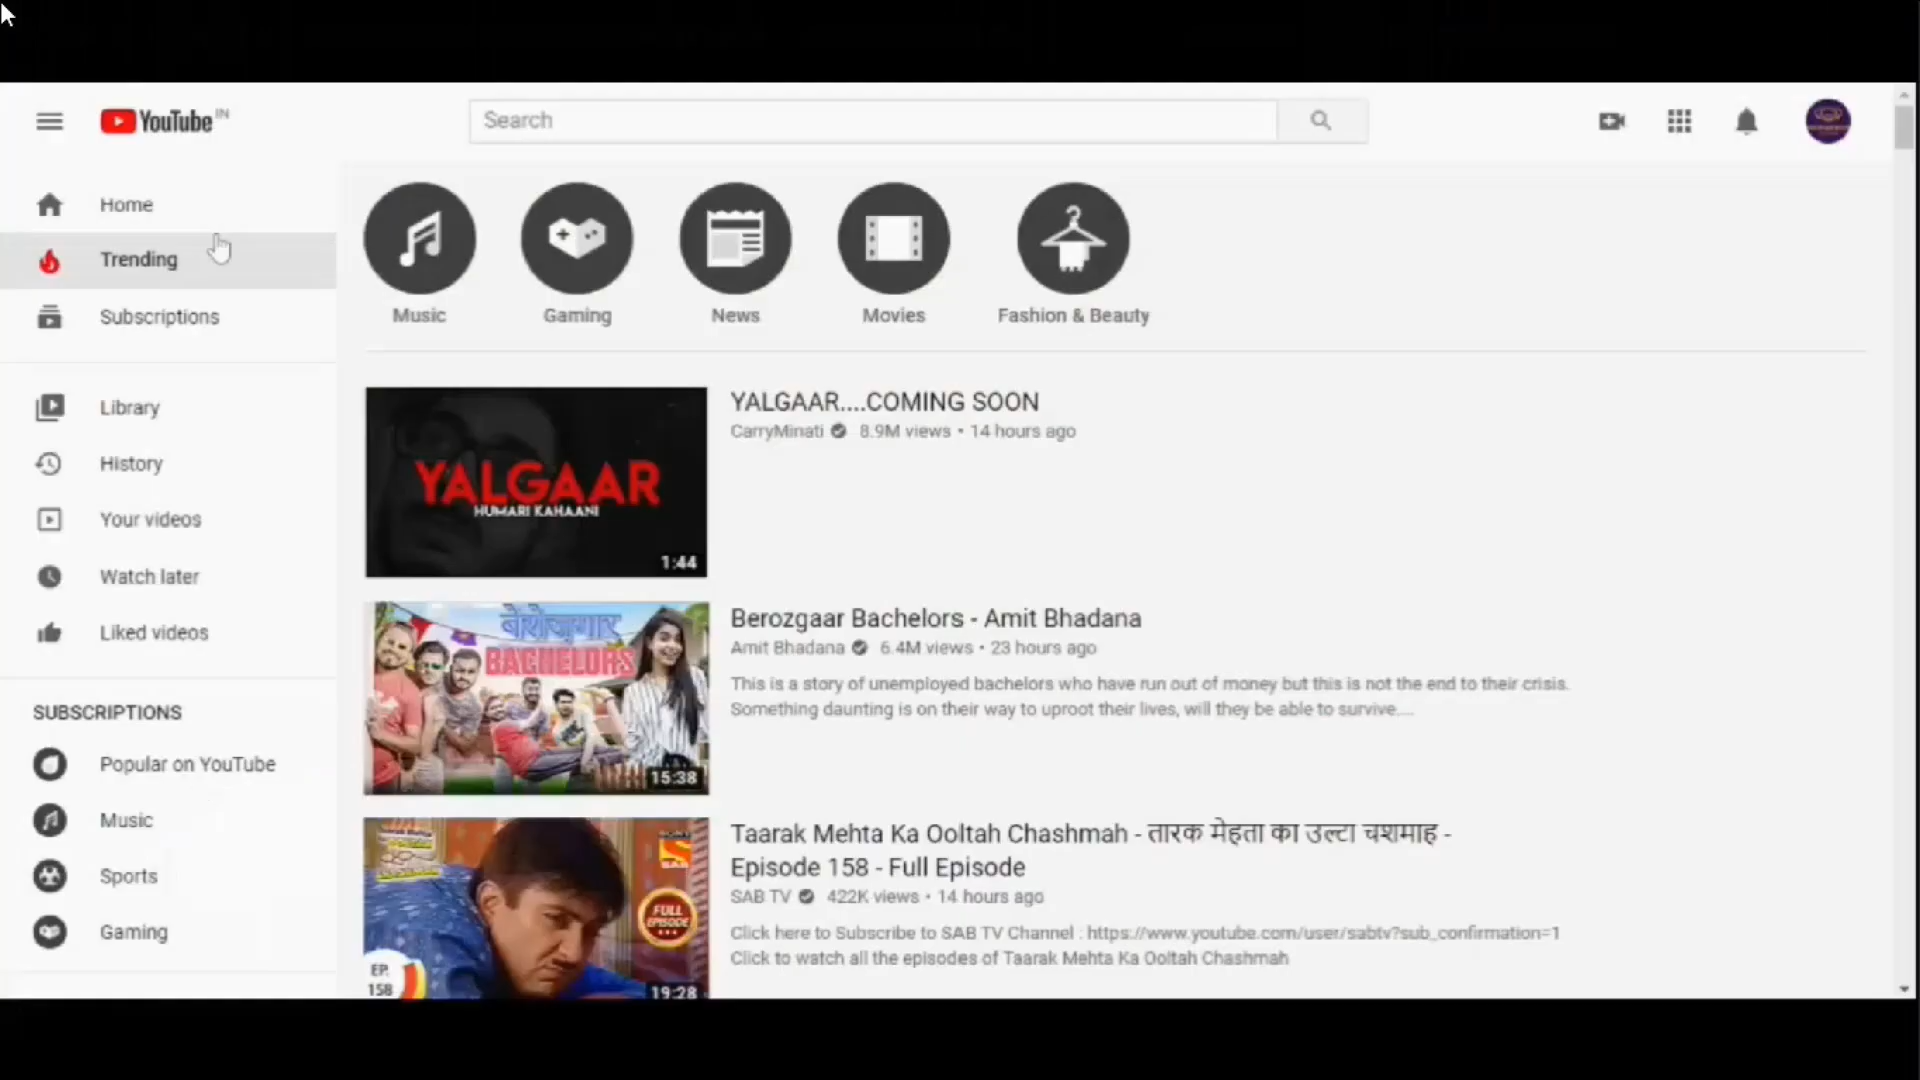 YouTube IN
Search
Home
Trending
Subscriptions
Library
History
Your videos
Watch later
Liked videos
SUBSCRIPTIONS
Popular on YouTube
Music
Sports
Gaming
Music
Gaming
News
Movies
Fashion & Beauty
YALGAAR
HUMARI KAHAANI
1:44
YALGAAR....COMING SOON
CarryMinati 8.9M views • 14 hours ago
बेरोज़गार
BACHELORS
15:38
Berozgaar Bachelors - Amit Bhadana
Amit Bhadana 6.4M views • 23 hours ago
This is a story of unemployed bachelors who have run out of money but this is not the end to their crisis.
Something daunting is on their way to uproot their lives, will they be able to survive....
FULL
EPISODE
EP.
158
19:28
Taarak Mehta Ka Ooltah Chashmah - तारक मेहता का उल्टा चशमाह -
Episode 158 - Full Episode
SAB TV 422K views • 14 hours ago
Click here to Subscribe to SAB TV Channel : https://www.youtube.com/user/sabtv?sub_confirmation=1
Click to watch all the episodes of Taarak Mehta Ka Ooltah Chashmah